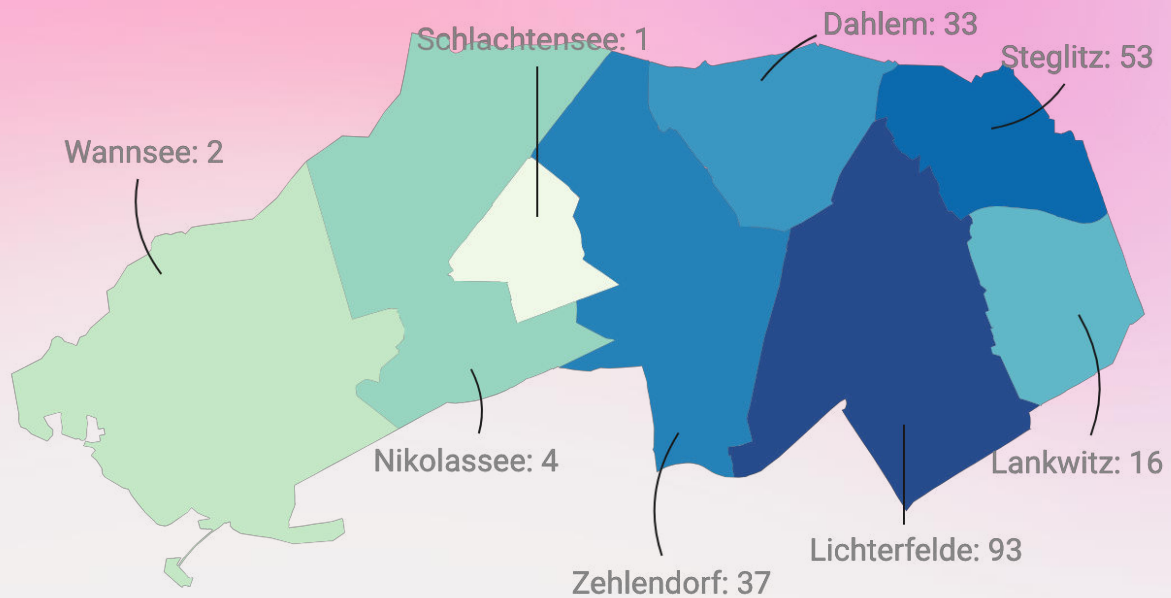 Dahlem: 33
Schlachtensee: 1
Steglitz: 53
Wannsee: 2
Nikolassee: 4
Lankwitz: 16
Lichterfelde: 93
Zehlendorf: 37